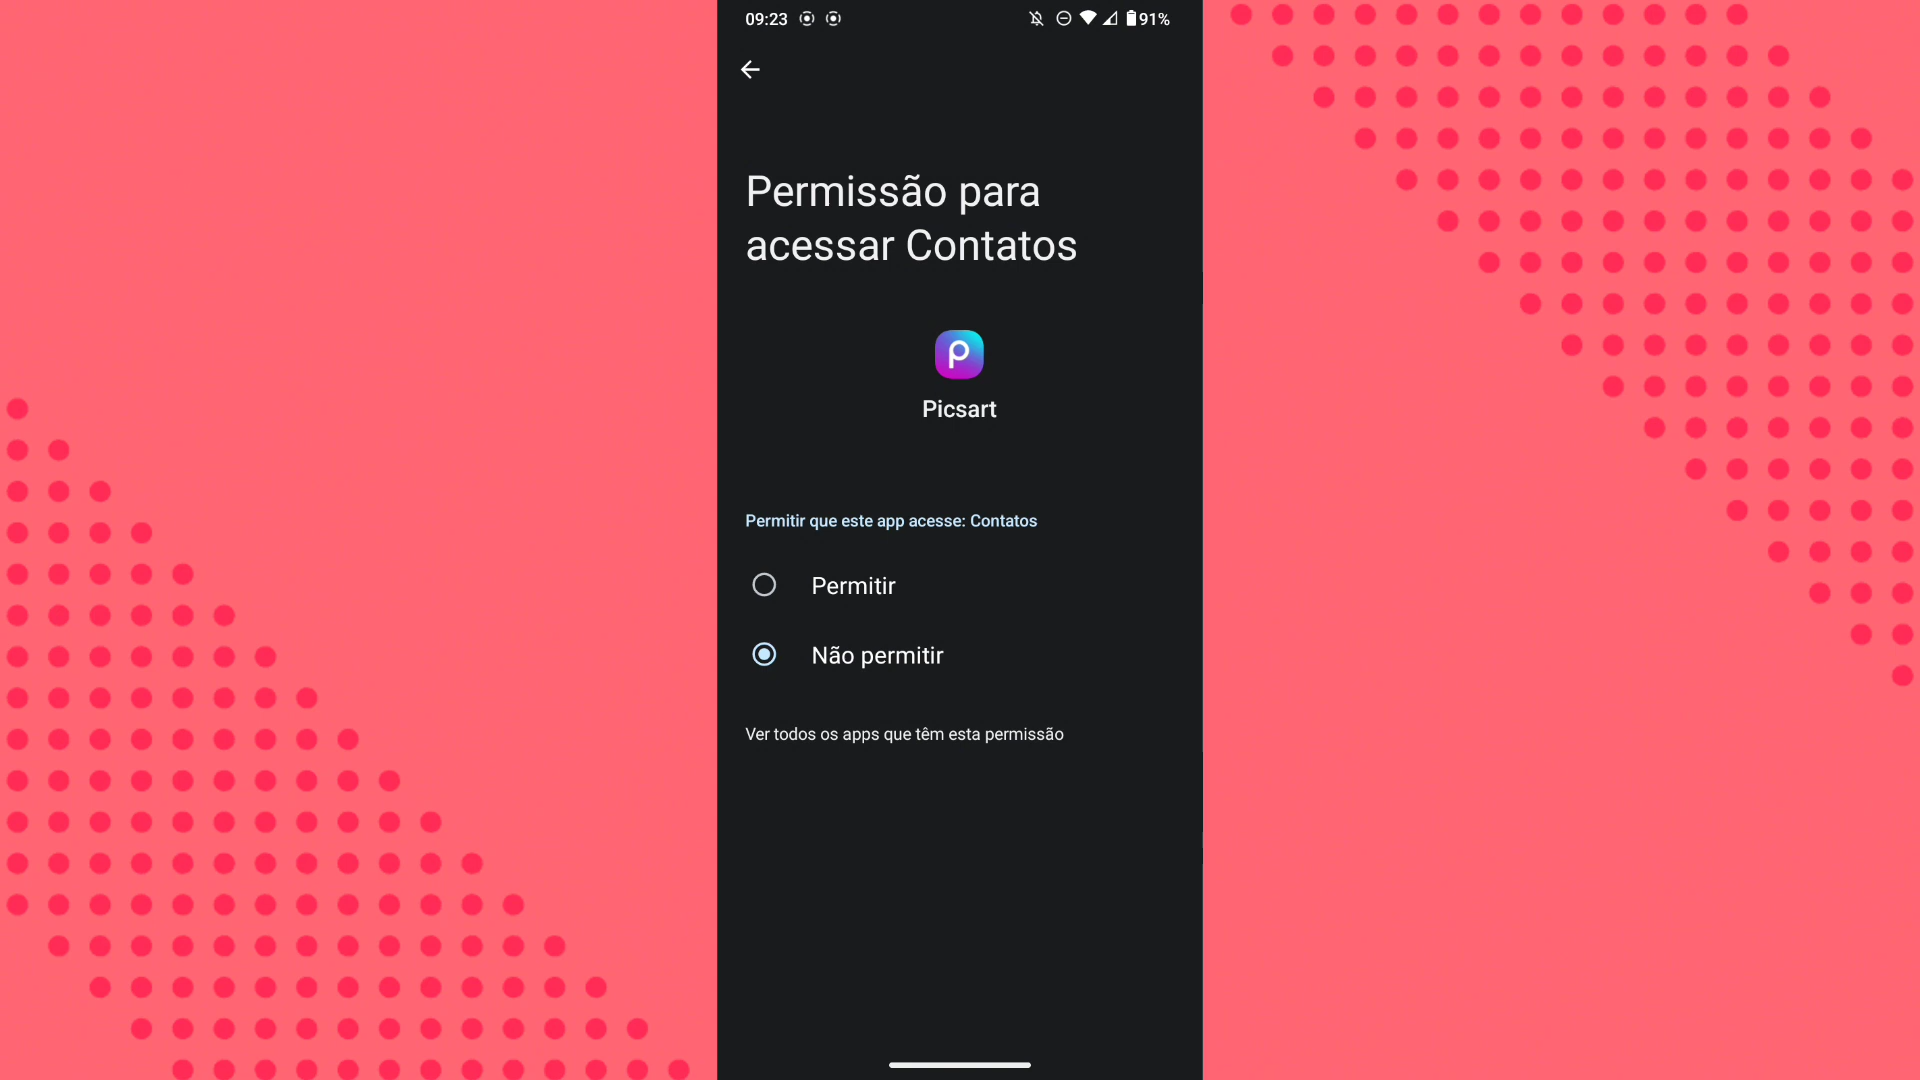 09:23
91%
Permissão para
acessar Contatos
Picsart
Permitir que este app acesse: Contatos
Permitir
Não permitir
Ver todos os apps que têm esta permissão